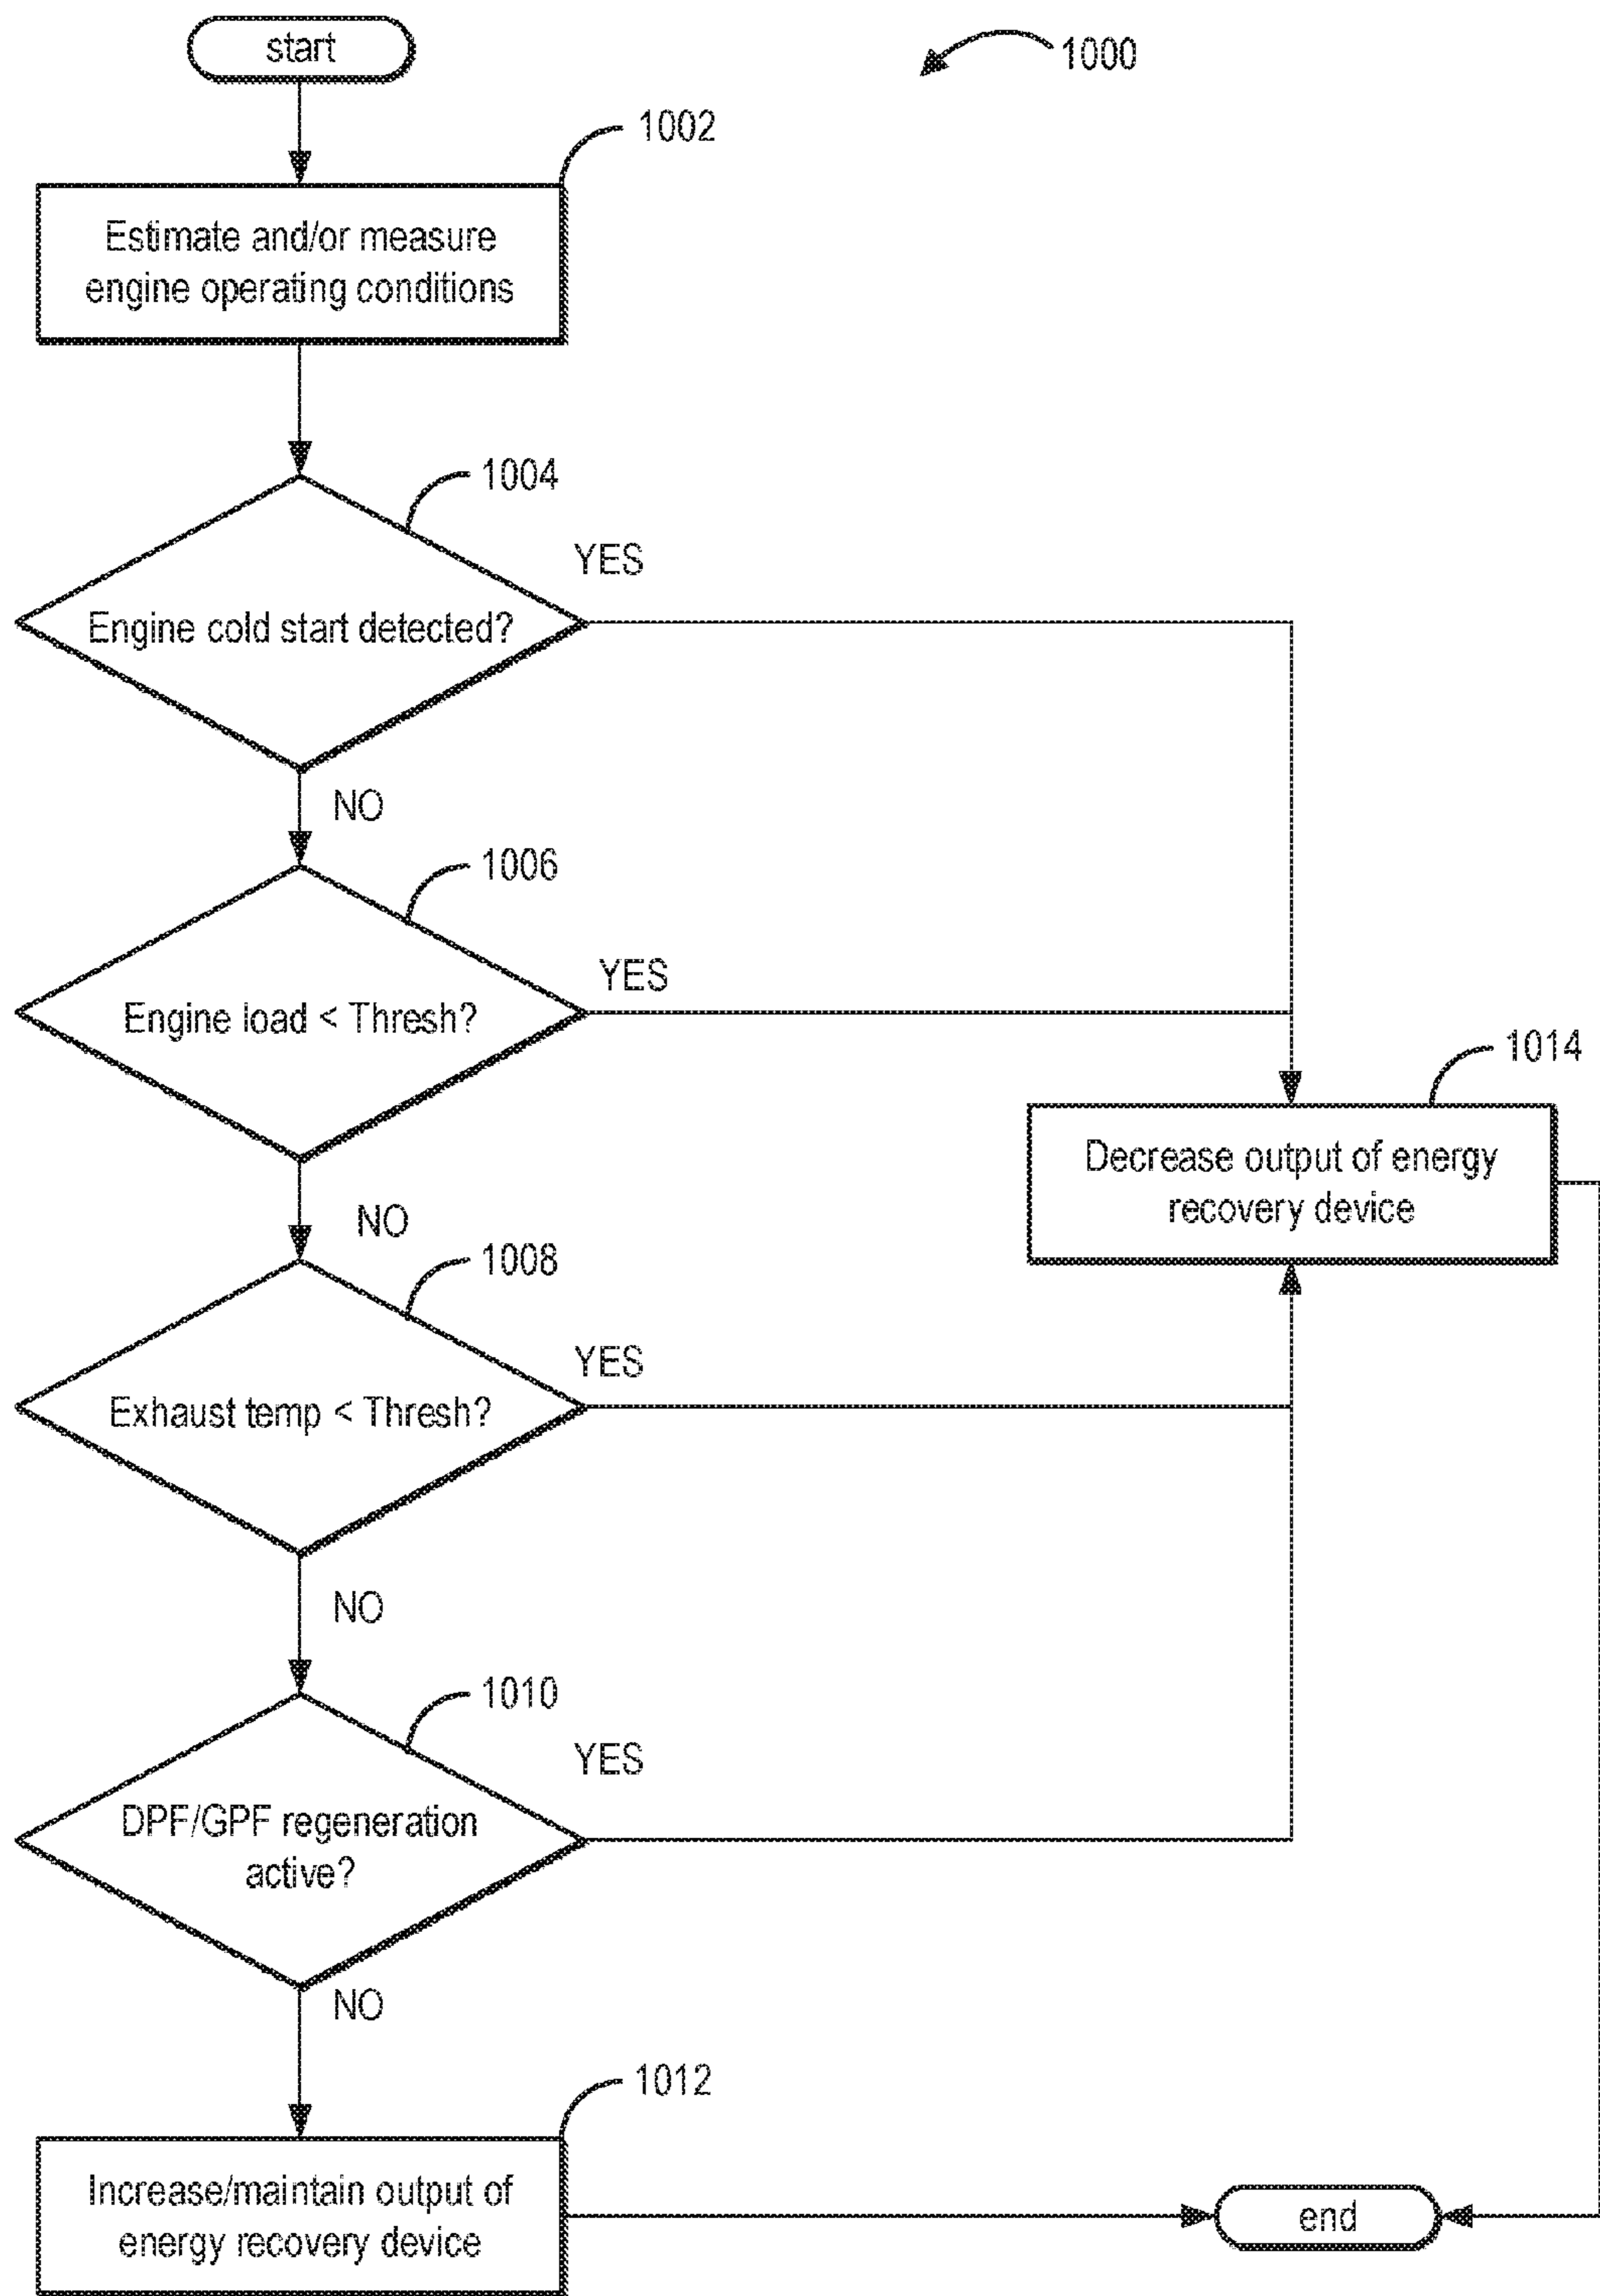 start
1000
1002
Estimate and/or measure
engine operating conditions
1004
YES
Engine cold start detected?
NO
1006
YES
Engine load < Thresh?
1014
Decrease output of energy
recovery device
NO
1008
YES
Exhaust temp < Thresh?
NO
1010
YES
DPF/GPF regeneration
active?
NO
1012
Increase/maintain output of
energy recovery device
end